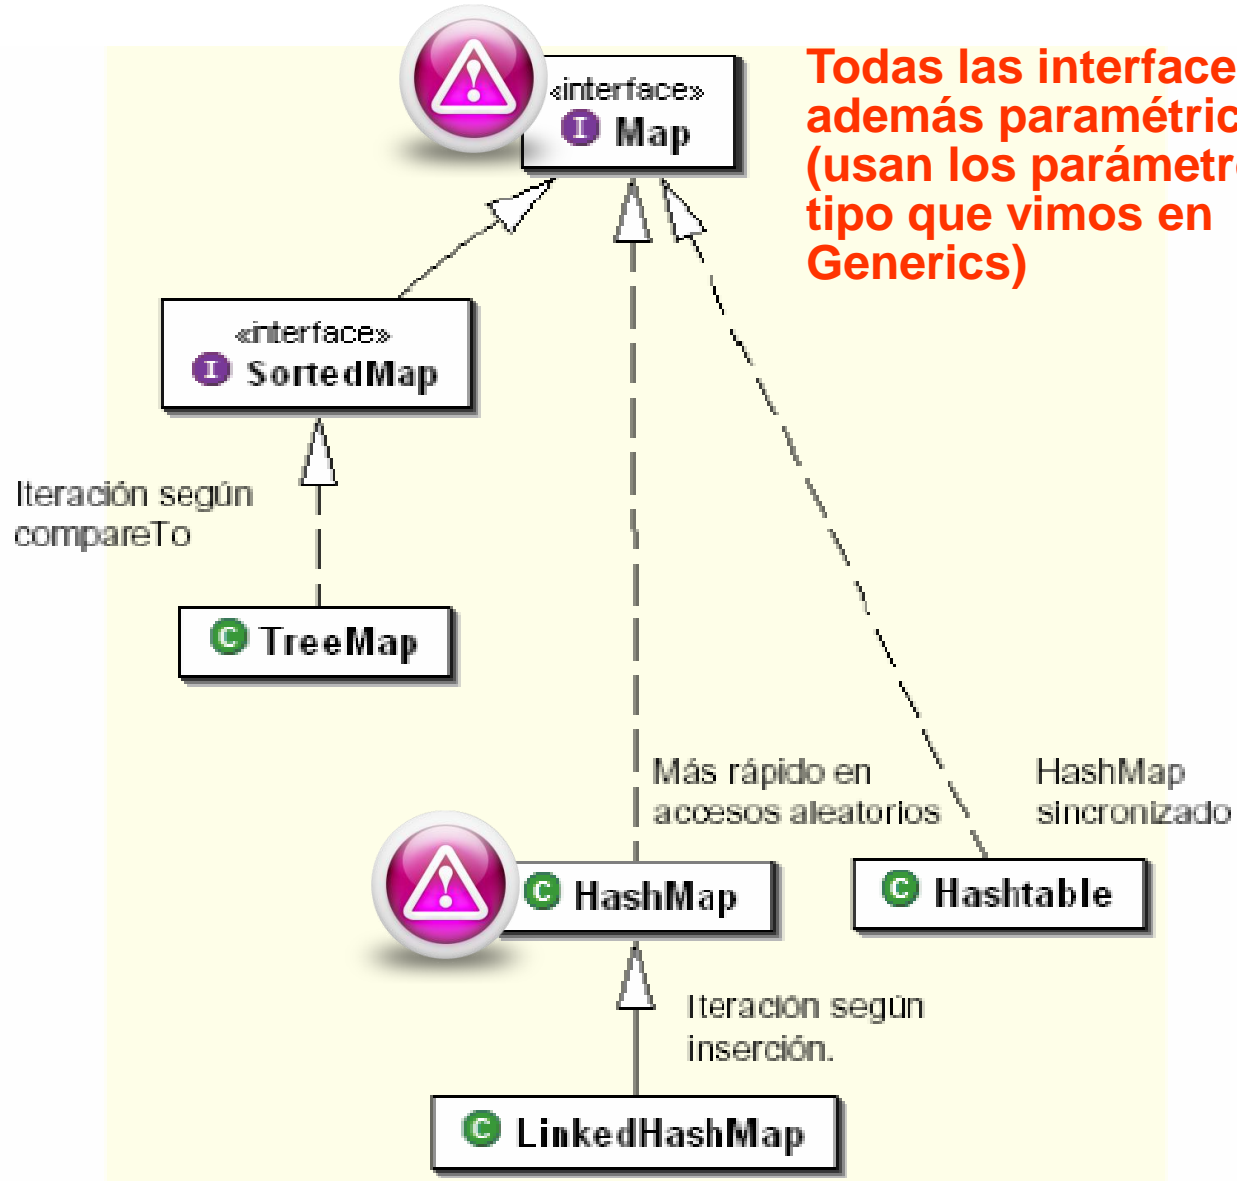 Todas las interface
además paramétric
(usan los parámetr
tipo que vimos en
Generics)
«interface»
I Map
«interface»
I SortedMap
Iteración según
compareTo
C TreeMap
Más rápido en
accesos aleatorios
HashMap
sincronizado
C HashMap
C Hashtable
Iteración según
inserción.
C LinkedHashMap